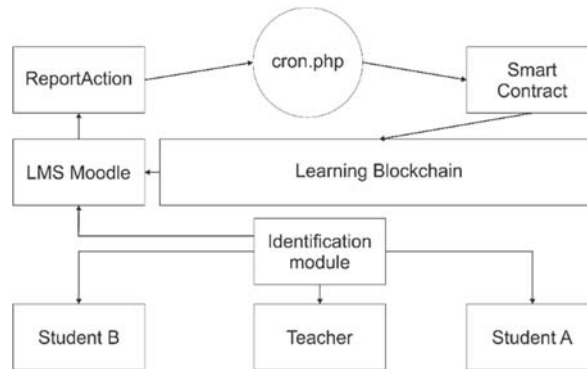 cron.php
ReportAction
Smart
Contract
LMS Moodle
Learning Blockchain
Identification
module
Student B
Teacher
Student A